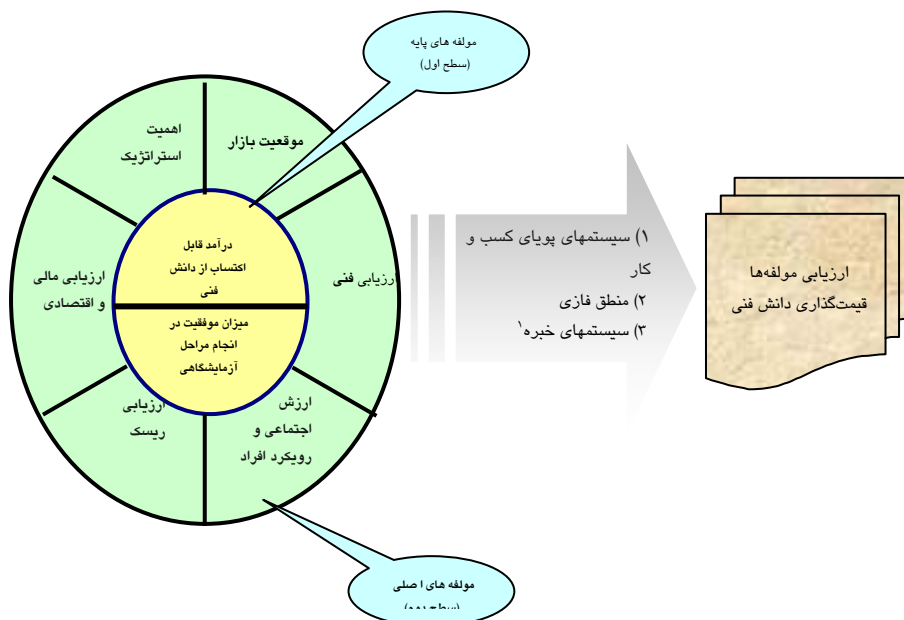 مولفه های پایه
(سطح اول)
اهمیت
استراتژیک
موقعیت بازار
ارزیابی مالی
و اقتصادی
ارزیابی فنی
درآمد قابل
اکتساب از دانش
فنی
میزان موفقیت در
انجام مراحل
آزمایشگاهی
ارزیابی
ریسک
ارزش
اجتماعی و
رویکرد افراد
۱) سیستمهای پویای کسب و
کار
۲) منطق فازی
۳) سیستمهای خبره۱
ارزیابی مولفه‌ها
قیمت‌گذاری دانش فنی
مولفه های اصلی
(سطح